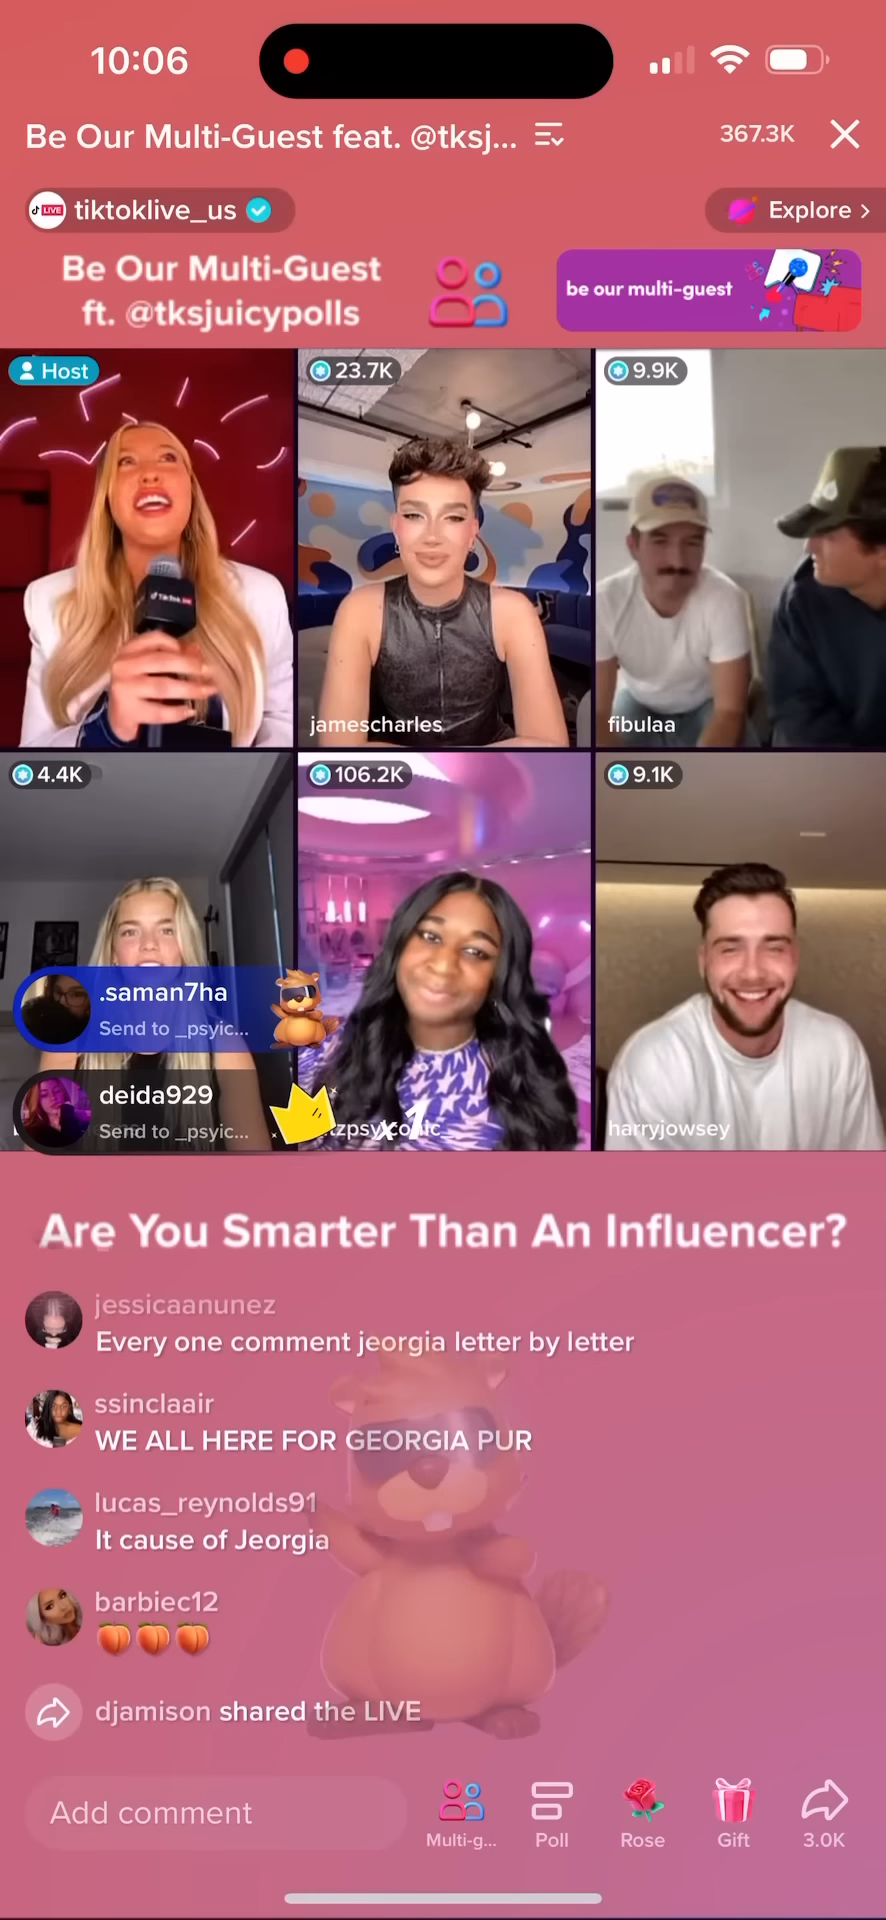 10:06
Be Our Multi-Guest feat. @tksj...
367.3K
LIVE
tiktoklive_us
Explore >
Be Our Multi-Guest
ft. @tksjuicypolls
be our multi-guest
Host
23.7K
9.9K
TikTok
jamescharles
fibulaa
4.4K
106.2K
9.1K
.saman7ha
Send to _psyic...
deida929
Send to _psyic...
x1
harryjowsey
Are You Smarter Than An Influencer?
jessicaanunez
Every one comment jeorgia letter by letter
ssinclaair
WE ALL HERE FOR GEORGIA PUR
lucas_reynolds91
It cause of Jeorgia
barbiec12
djamison shared the LIVE
Add comment
Multi-g...
Poll
Rose
Gift
3.0K